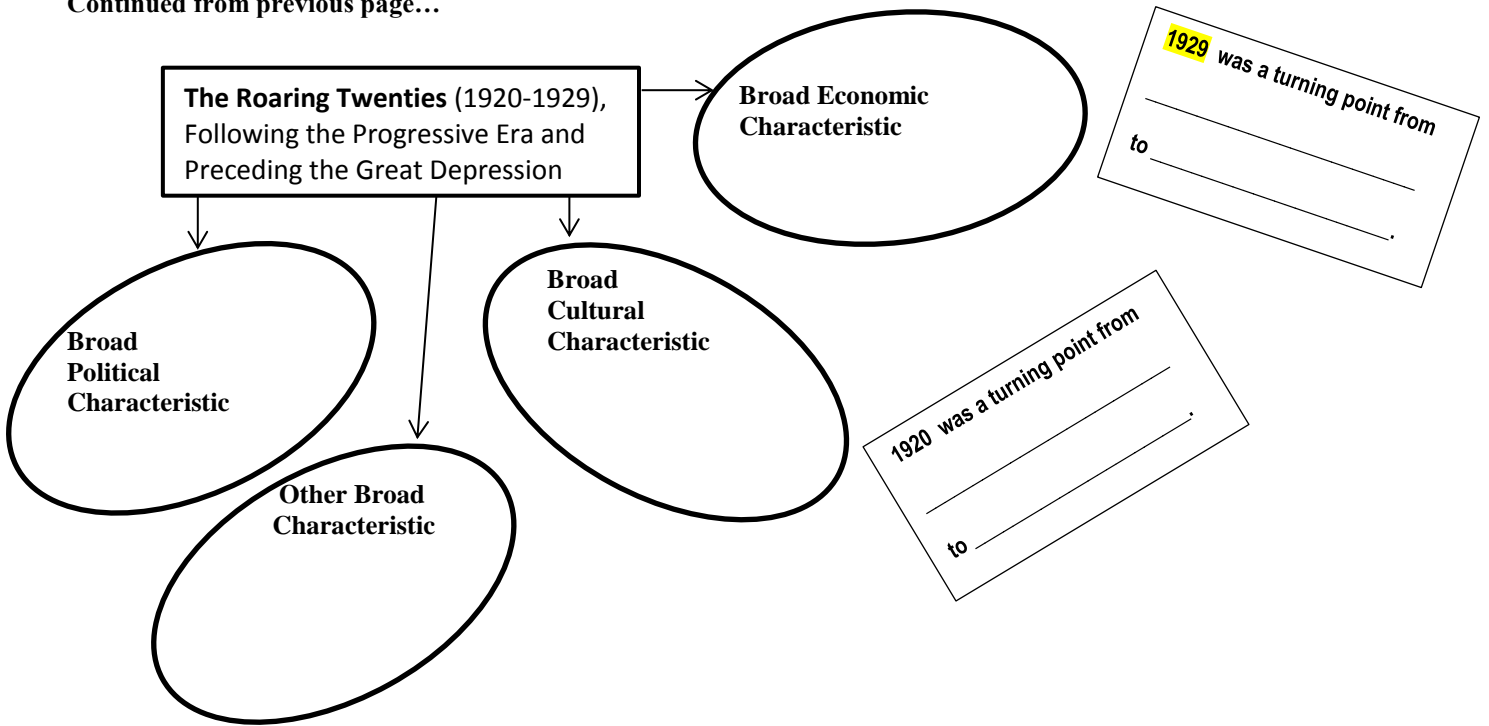 Continued from previous page…
The Roaring Twenties (1920-1929),
Following the Progressive Era and
Preceding the Great Depression
Broad Economic
Characteristic
1929 was a turning point from
to .
Broad
Political
Characteristic
Broad
Cultural
Characteristic
Other Broad
Characteristic
1920 was a turning point from
to .